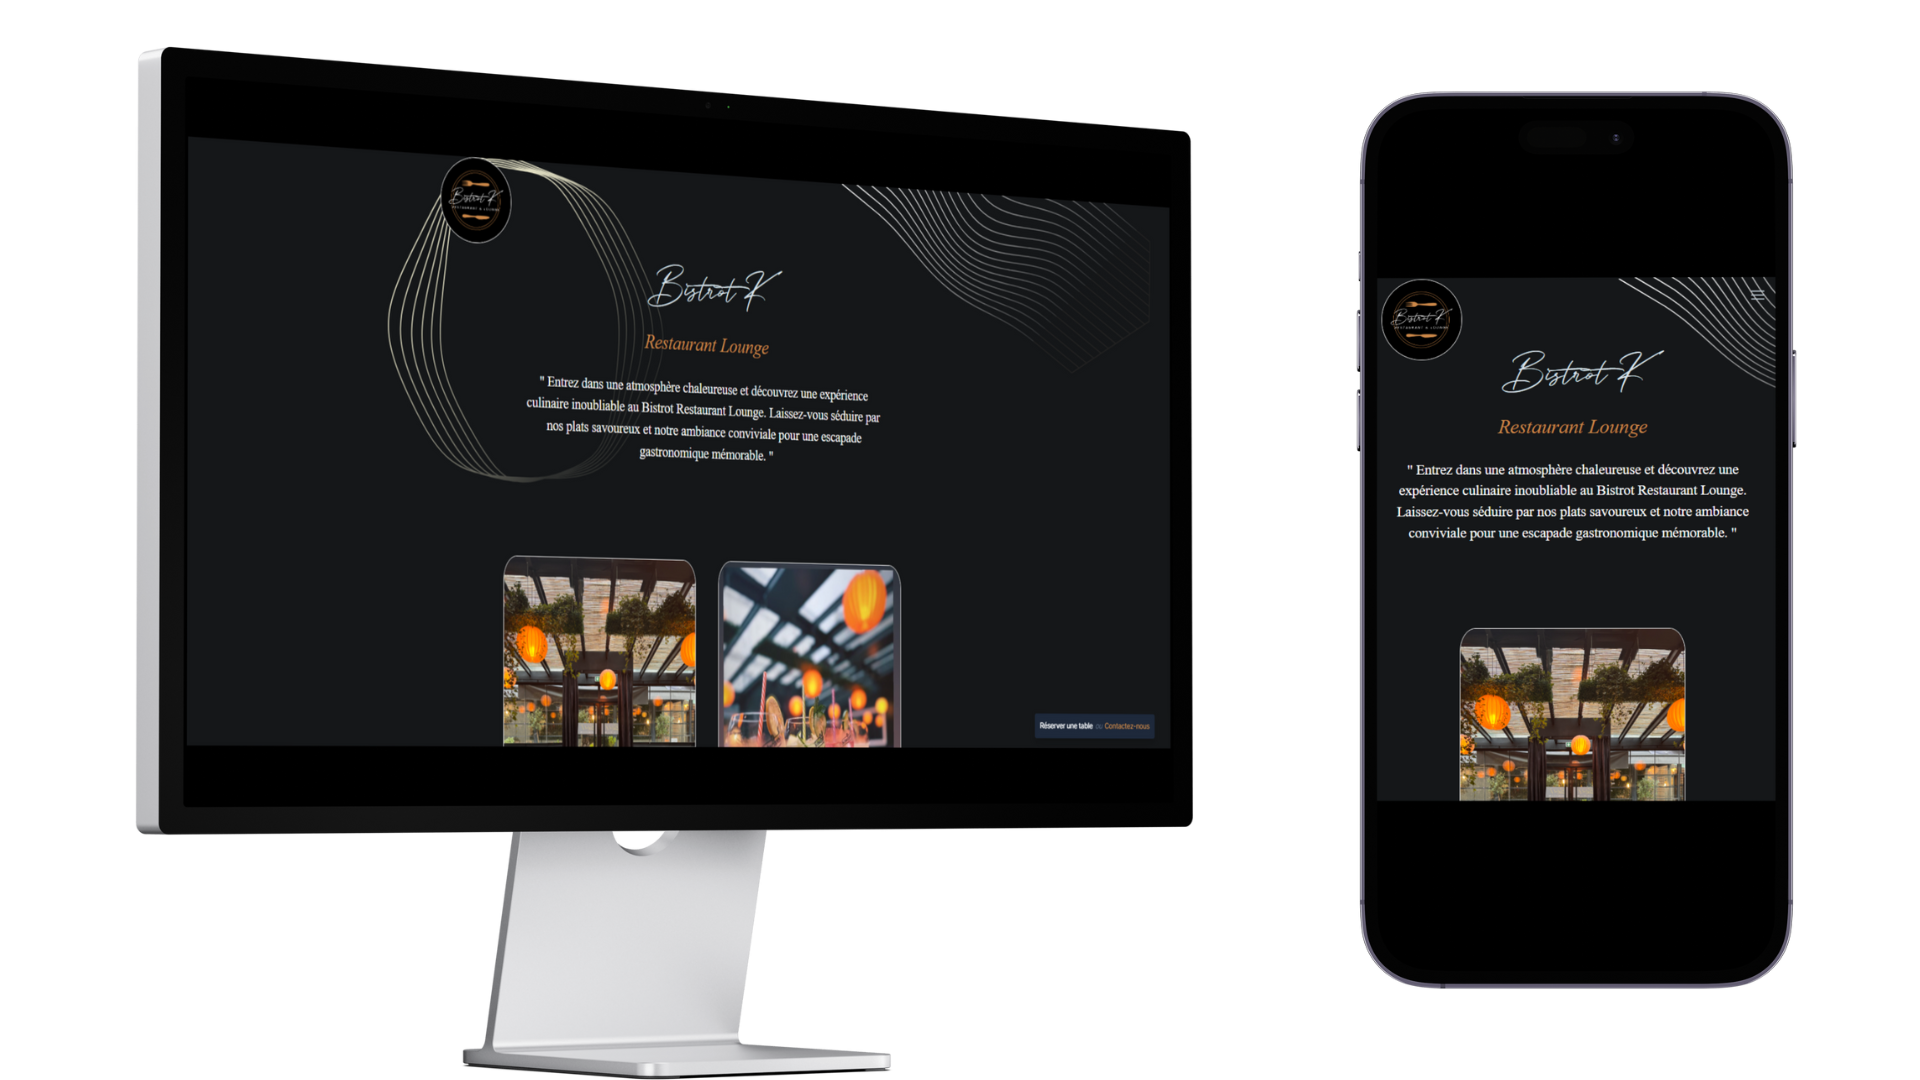 Bistrot K
RESTAURANT & LOUNGE
Bistrot K
Restaurant Lounge
" Entrez dans une atmosphère chaleureuse et découvrez une expérience
culinaire inoubliable au Bistrot Restaurant Lounge. Laissez-vous séduire par
nos plats savoureux et notre ambiance conviviale pour une escapade
gastronomique mémorable. "
Réserver une table ou Contactez-nous
Bistrot K
RESTAURANT & LOUNGE
Bistrot K
Restaurant Lounge
" Entrez dans une atmosphère chaleureuse et découvrez une
expérience culinaire inoubliable au Bistrot Restaurant Lounge.
Laissez-vous séduire par nos plats savoureux et notre ambiance
conviviale pour une escapade gastronomique mémorable. "